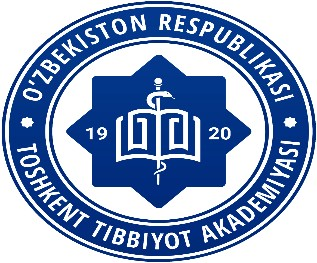 O'ZBEKISTON RESPUBLIKASI
19 20
TOSHKENT TIBBIYOT AKADEMIYASI